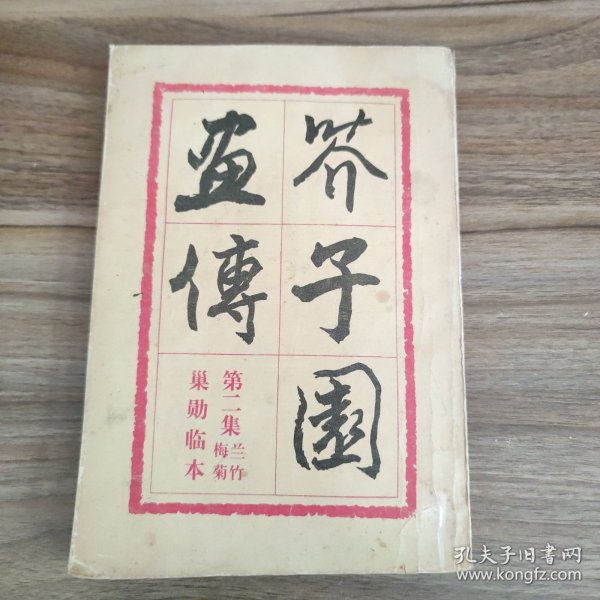 芥子園
畫傳
第二集 兰竹
梅菊
巢勋临本
孔夫子旧书网
www.kongfz.com